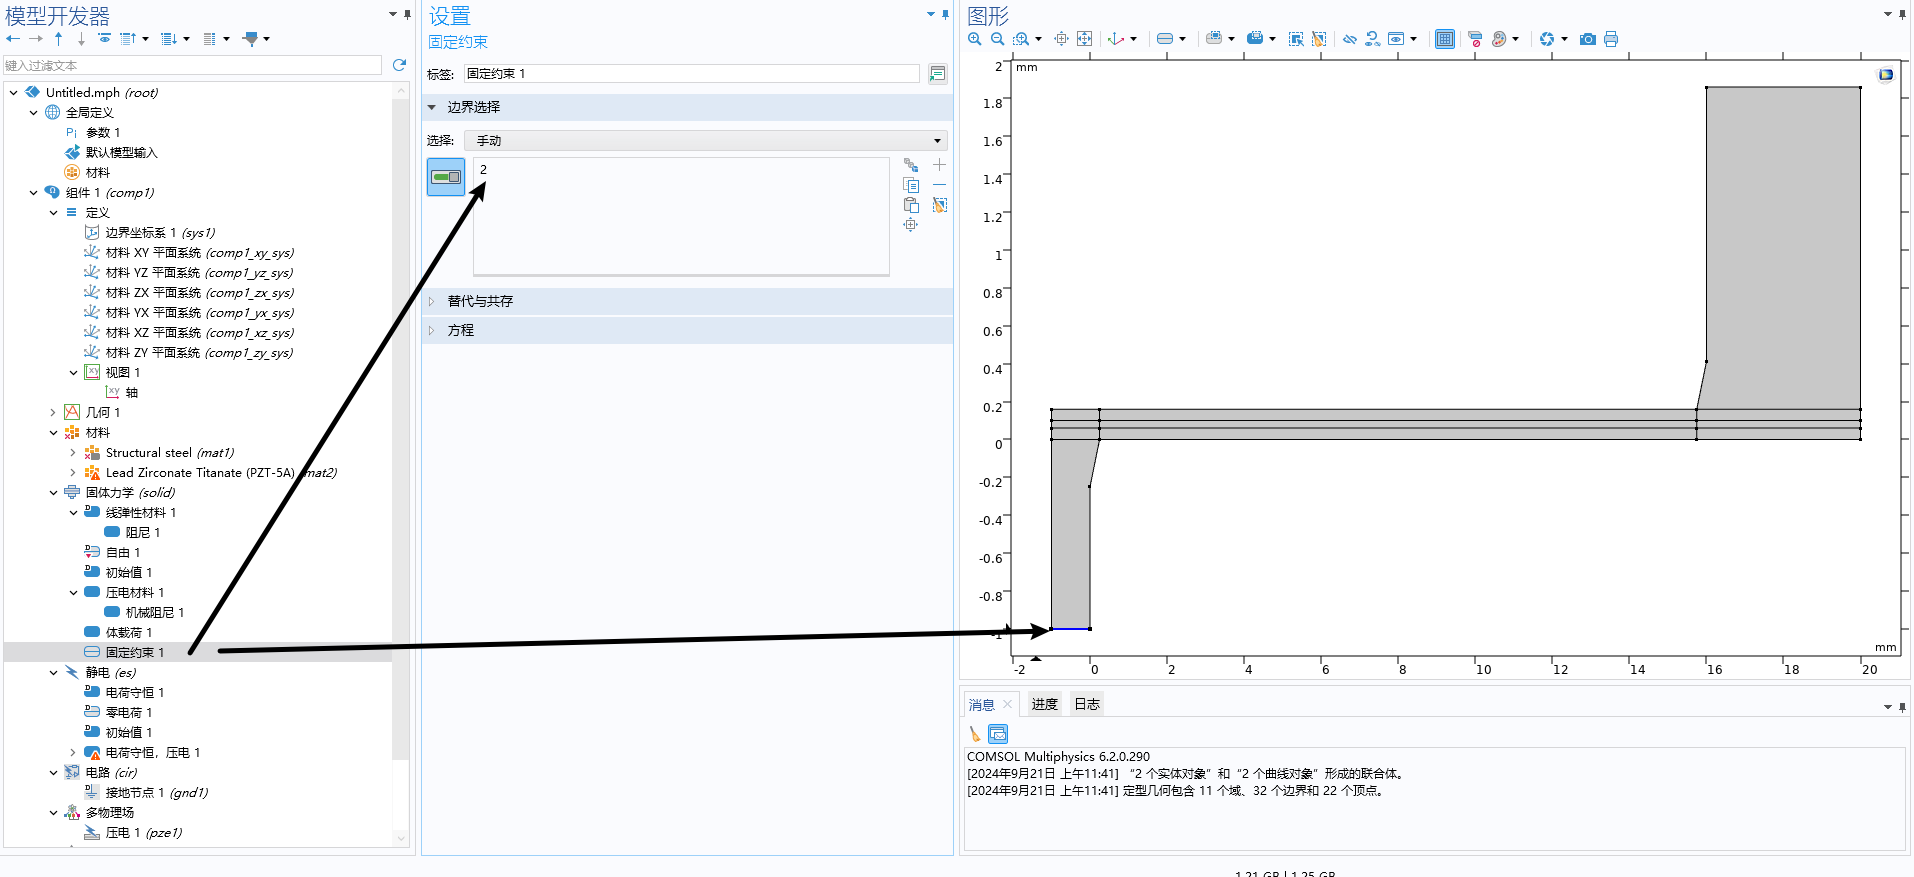 模型开发器
键入过滤文本
Untitled.mph (root)
全局定义
Pi 参数 1
默认模型输入
材料
组件 1 (comp1)
定义
边界坐标系 1 (sys1)
材料 XY 平面系统 (comp1_xy_sys)
材料 YZ 平面系统 (comp1_yz_sys)
材料 ZX 平面系统 (comp1_zx_sys)
材料 YX 平面系统 (comp1_yx_sys)
材料 XZ 平面系统 (comp1_xz_sys)
材料 ZY 平面系统 (comp1_zy_sys)
视图 1
轴
几何 1
材料
Structural steel (mat1)
Lead Zirconate Titanate (PZT-5A) (mat2)
固体力学 (solid)
线弹性材料 1
阻尼 1
自由 1
初始值 1
压电材料 1
机械阻尼 1
体载荷 1
固定约束 1
静电 (es)
电荷守恒 1
零电荷 1
初始值 1
电荷守恒，压电 1
电路 (cir)
接地节点 1 (gnd1)
多物理场
压电 1 (pze1)
设置
固定约束
标签: 固定约束 1
边界选择
选择: 手动
2
替代与共存
方程
图形
mm
2
1.8
1.6
1.4
1.2
1
0.8
0.6
0.4
0.2
0
-0.2
-0.4
-0.6
-0.8
-1
mm
-2 0 2 4 6 8 10 12 14 16 18 20
消息 进度 日志
COMSOL Multiphysics 6.2.0.290
[2024年9月21日 上午11:41] “2 个实体对象”和“2 个曲线对象”形成的联合体。
[2024年9月21日 上午11:41] 定型几何包含 11 个域、32 个边界和 22 个顶点。
1.21 GB | 1.25 GB